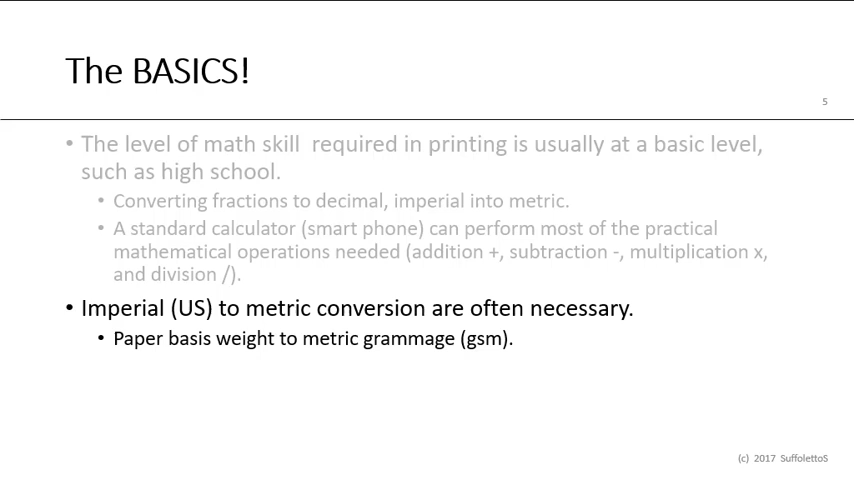 The BASICS!
5
• The level of math skill  required in printing is usually at a basic level,
such as high school.
• Converting fractions to decimal, imperial into metric.
• A standard calculator (smart phone) can perform most of the practical
mathematical operations needed (addition +, subtraction -, multiplication x,
and division /).
• Imperial (US) to metric conversion are often necessary.
• Paper basis weight to metric grammage (gsm).
(c) 2017 SuffolettoS